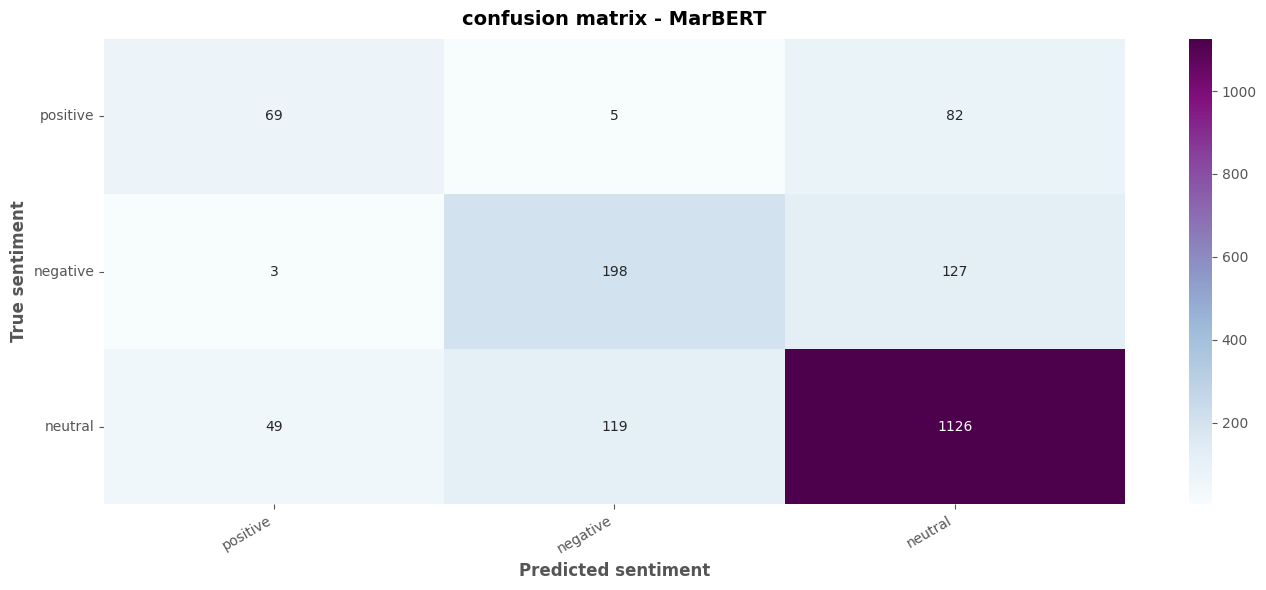 confusion matrix - MarBERT
True sentiment
positive 69 5 82
negative 3 198 127
neutral 49 119 1126
positive negative neutral
Predicted sentiment
1000
800
600
400
200